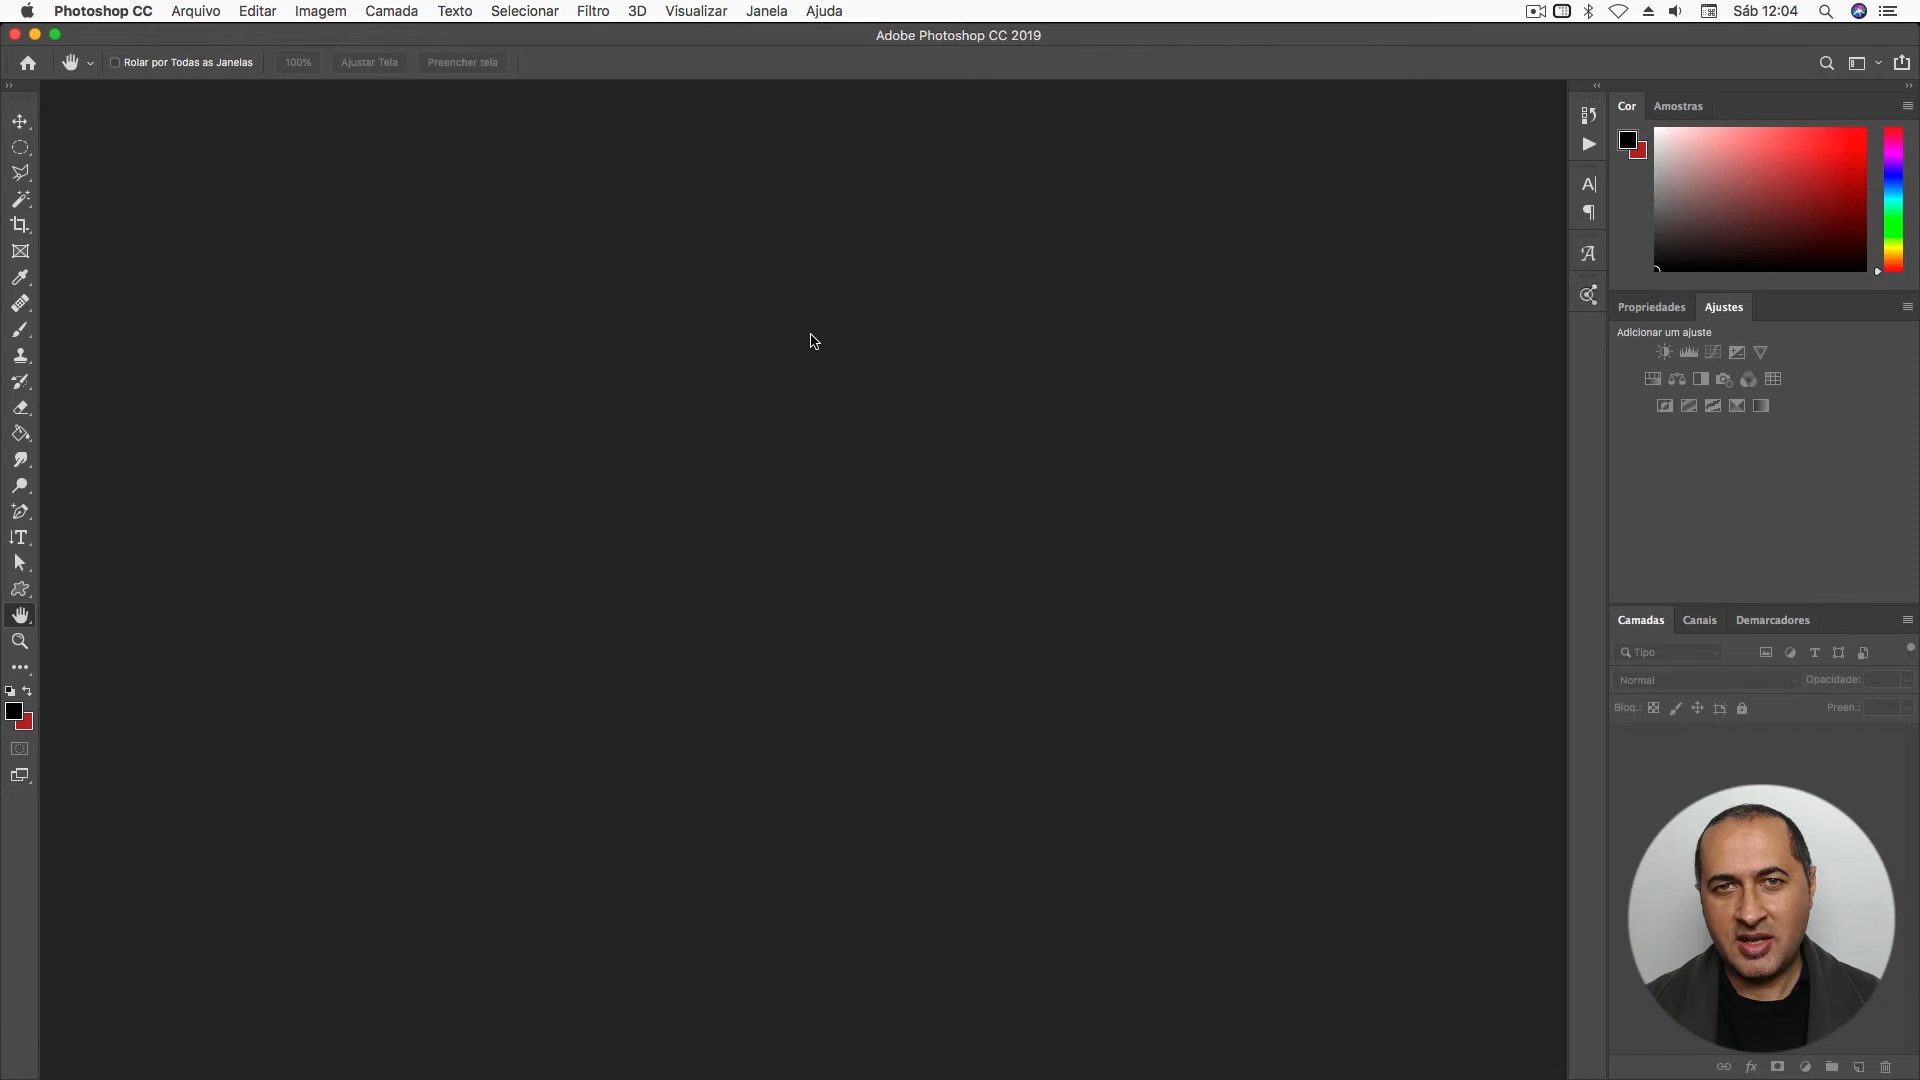 Photoshop CC Arquivo Editar Imagem Camada Texto Selecionar Filtro 3D Visualizar Janela Ajuda Sáb 12:04
Adobe Photoshop CC 2019
Rolar por Todas as Janelas 100% Ajustar Tela Preencher tela
Cor Amostras
Propriedades Ajustes
Adicionar um ajuste
Camadas Canais Demarcadores
Tipo
Normal Opacidade:
Bloq.: Preen.:
fx